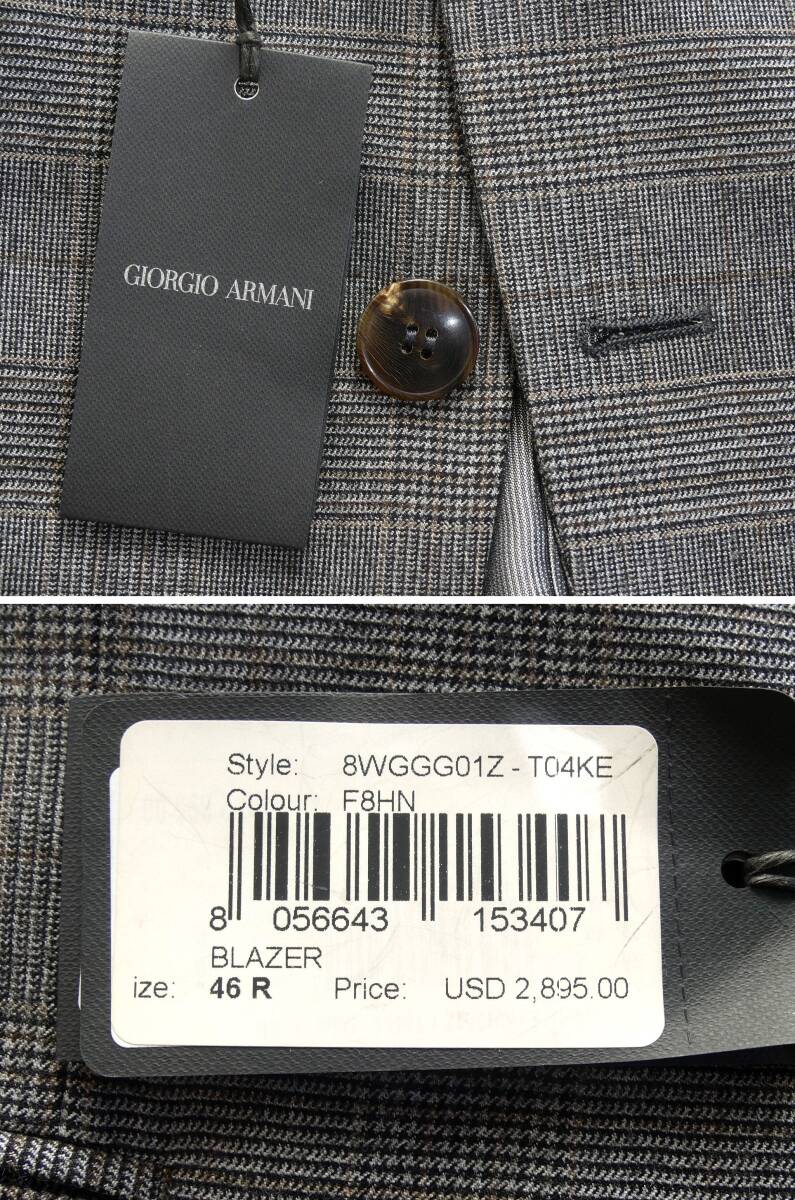 GIORGIO ARMANI
Style: 8WGGG01Z - T04KE
Colour: F8HN
8 056643 153407
BLAZER
ize: 46 R Price: USD 2,895.00